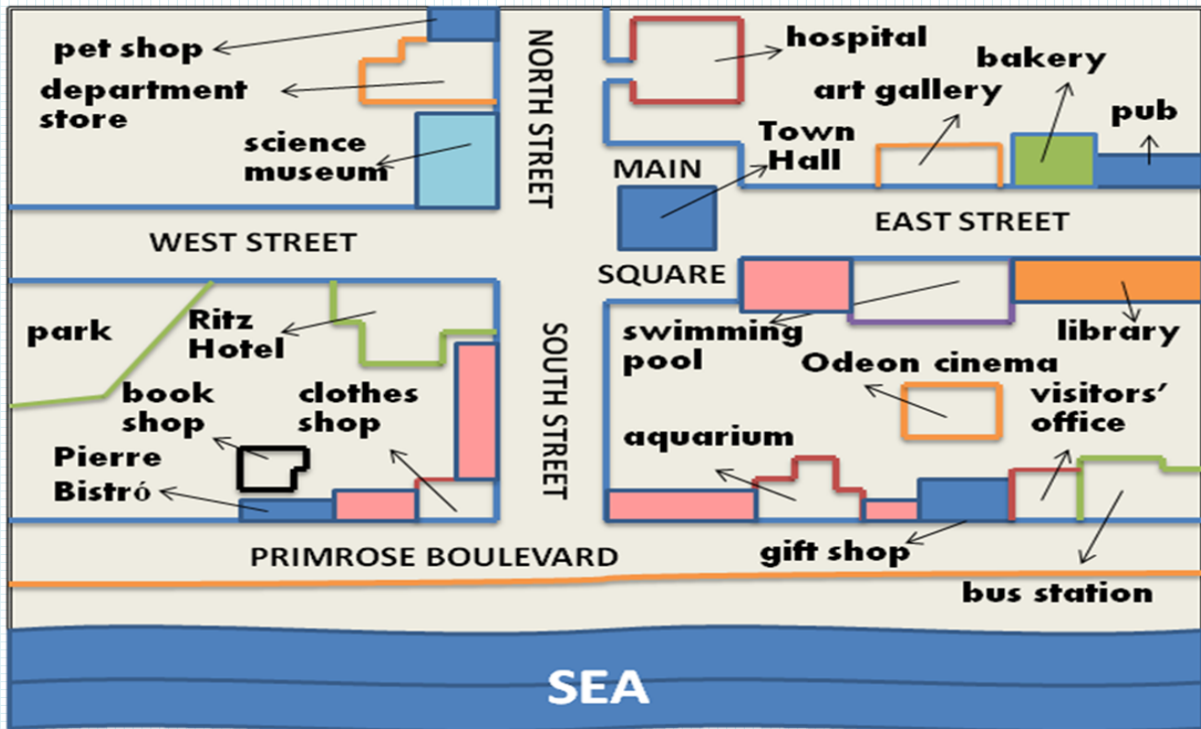 pet shop
department
store
science
museum
NORTH STREET
hospital
bakery
art gallery
pub
Town
Hall
MAIN
SQUARE
WEST STREET
EAST STREET
park
Ritz
Hotel
book
shop
clothes
shop
Pierre
Bistró
SOUTH STREET
swimming
pool
library
Odeon cinema
visitors’
office
aquarium
gift shop
PRIMROSE BOULEVARD
bus station
SEA